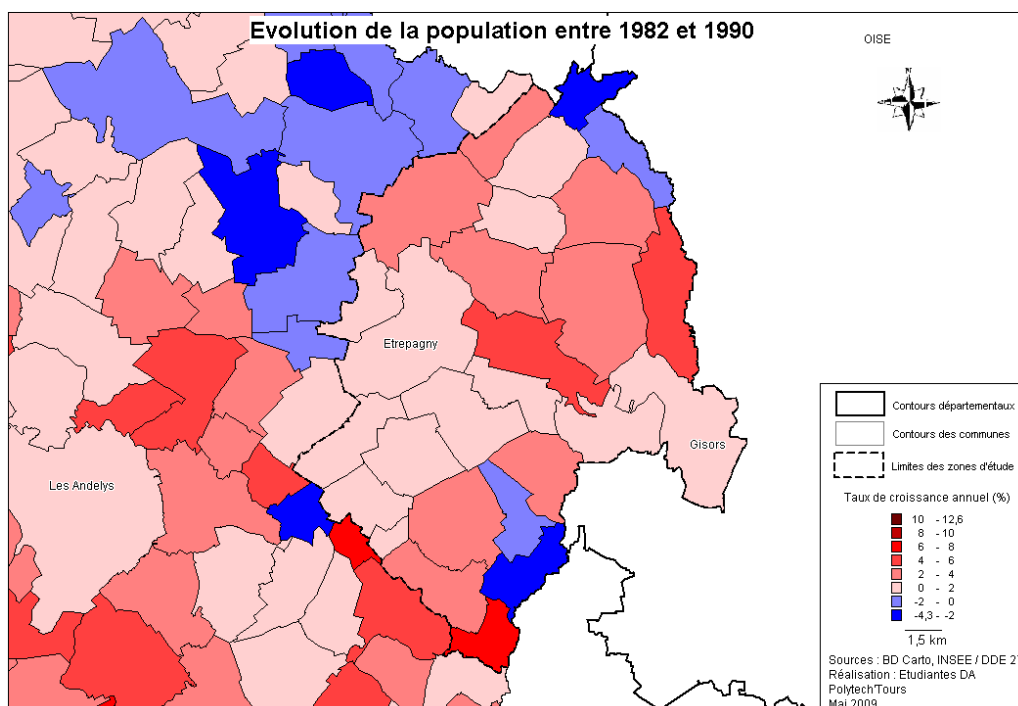 Evolution de la population entre 1982 et 1990
OISE
N
Etrepagny
Gisors
Les Andelys
Contours départementaux
Contours des communes
Limites des zones d'étude
Taux de croissance annuel (%)
10 - 12,6
8 - 10
6 - 8
4 - 6
2 - 4
0 - 2
-2 - 0
-4,3 - -2
1,5 km
Sources : BD Carto, INSEE / DDE 2
Réalisation : Etudiantes DA
Polytech'Tours
Mai 2009